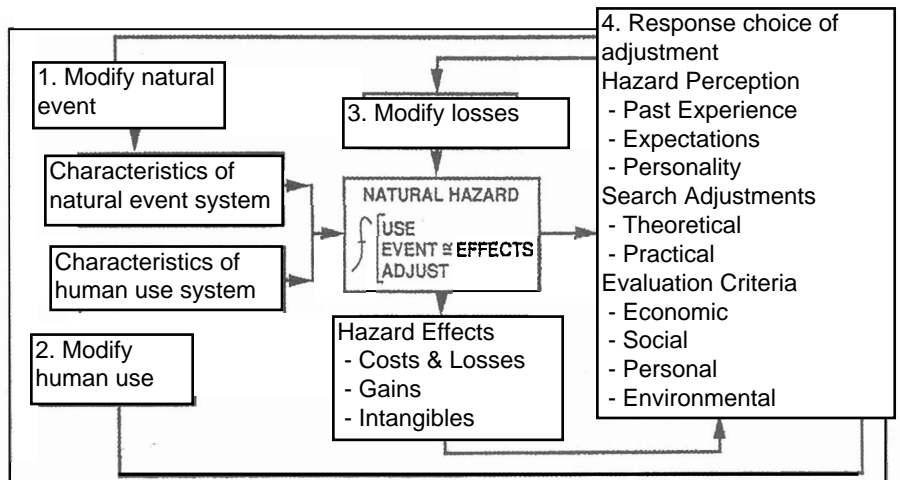 1. Modify natural
event
Characteristics of
natural event system
Characteristics of
human use system
2. Modify
human use
3. Modify losses
NATURAL HAZARD
f [USE
EVENT ≅ EFFECTS
ADJUST
Hazard Effects
- Costs & Losses
- Gains
- Intangibles
4. Response choice of
adjustment
Hazard Perception
- Past Experience
- Expectations
- Personality
Search Adjustments
- Theoretical
- Practical
Evaluation Criteria
- Economic
- Social
- Personal
- Environmental